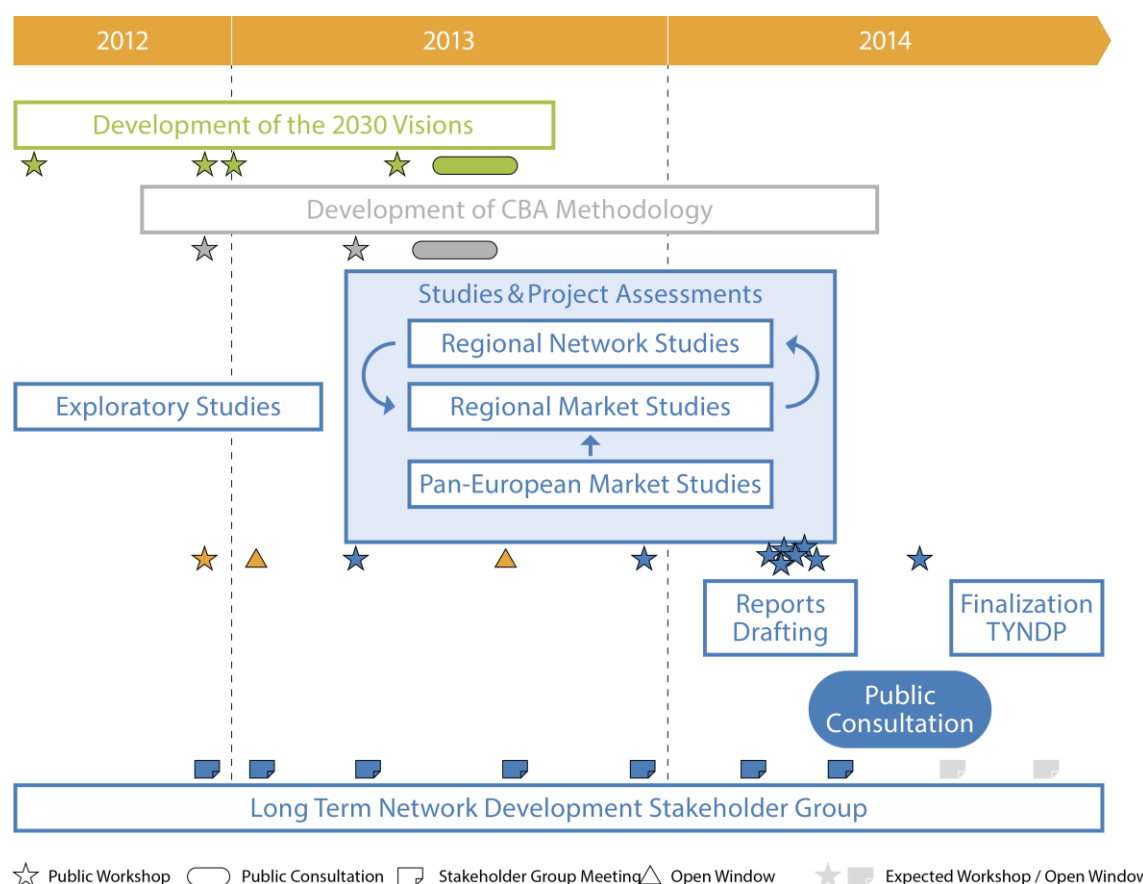 2012
2013
2014
Development of the 2030 Visions
Development of CBA Methodology
Studies & Project Assessments
Regional Network Studies
Exploratory Studies
Regional Market Studies
Pan-European Market Studies
Reports
Drafting
Finalization
TYNDP
Public
Consultation
Long Term Network Development Stakeholder Group
Public Workshop
Public Consultation
Stakeholder Group Meeting
Open Window
Expected Workshop / Open Window